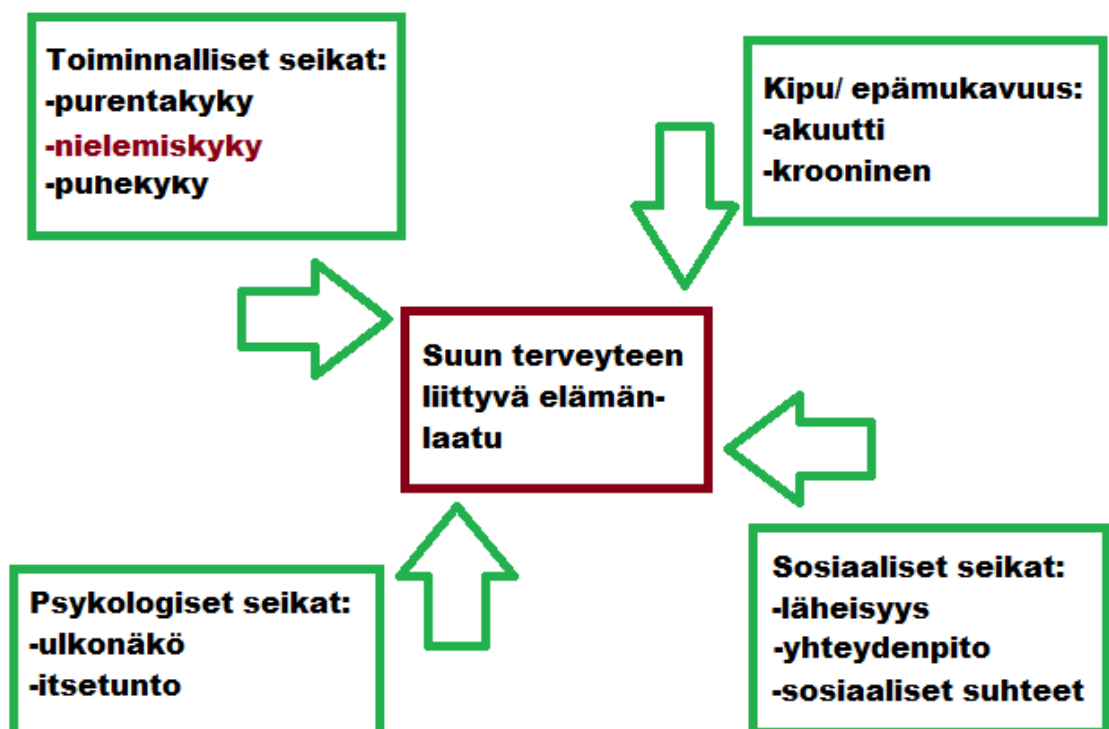 Toiminnalliset seikat:
-purentakyky
-nielemiskyky
-puhekyky
Kipu/ epämukavuus:
-akuutti
-krooninen
Suun terveyteen
liittyvä elämän-
laatu
Psykologiset seikat:
-ulkonäkö
-itsetunto
Sosiaaliset seikat:
-läheisyys
-yhteydenpito
-sosiaaliset suhteet